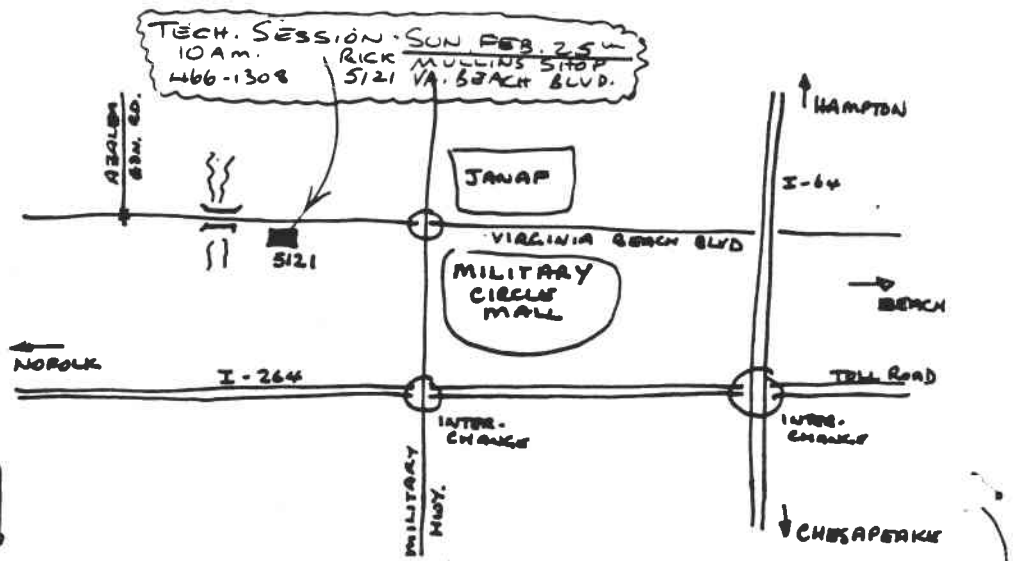 TECH. SESSION - SUN. FEB. 25th
10 AM. RICK MULLINS SHOP
466-1308 5121 VA. BEACH BLVD.
HAMPTON
AZALEA
GDN. RD.
JANAF
I-64
VIRGINIA BEACH BLVD
5121
MILITARY
CIRCLE
MALL
BEACH
NORFOLK
I-264
TOLL ROAD
INTER-
CHANGE
INTER-
CHANGE
MILITARY
HWY.
CHESAPEAKE